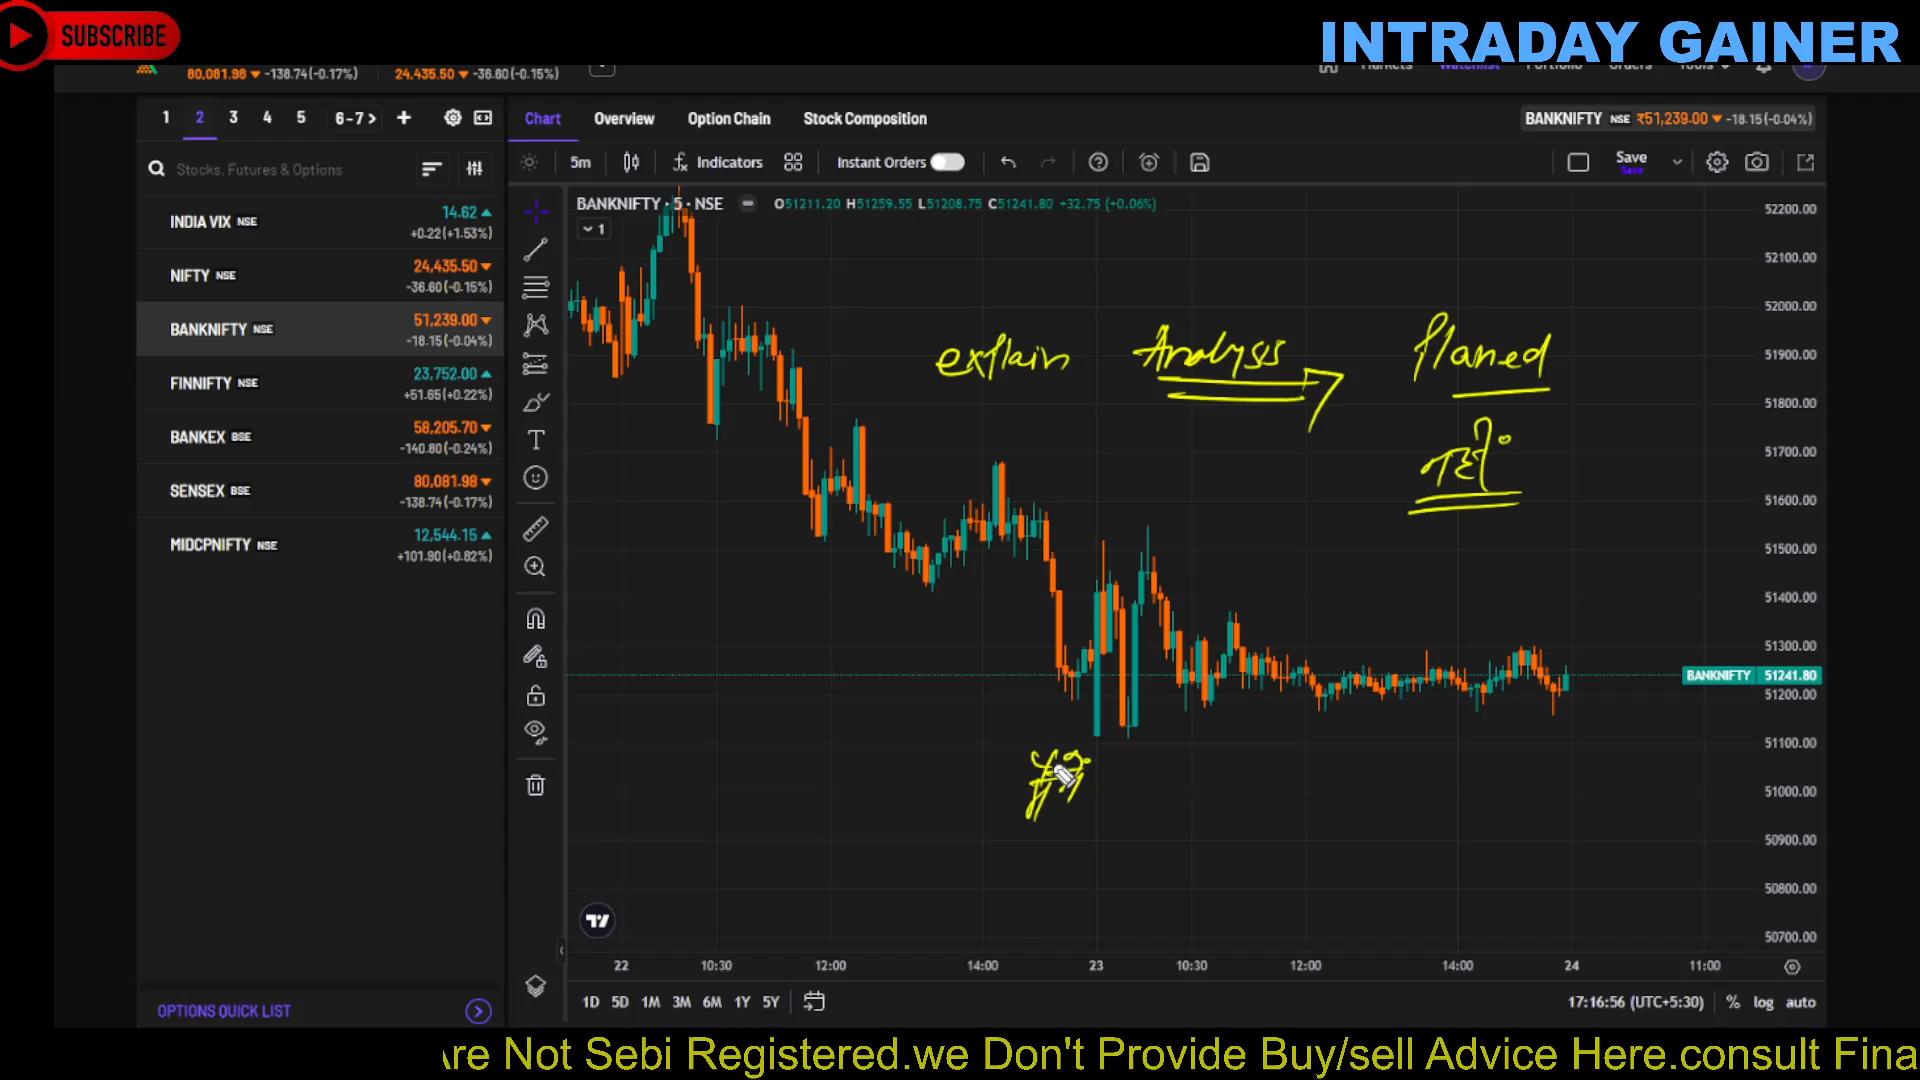 SUBSCRIBE
INTRADAY GAINER
80,081.98 -138.74(-0.17%) 24,435.50 -36.60(-0.15%)
Markets Watchlist Portfolio Orders Tools
1 2 3 4 5 6-7 > +
Chart Overview Option Chain Stock Composition
BANKNIFTY NSE ₹51,239.00 -18.15(-0.04%)
Stocks, Futures & Options
5m Indicators Instant Orders
Save
Save
BANKNIFTY · 5 · NSE O51211.20 H51259.55 L51208.75 C51241.80 +32.75 (+0.06%)
1
INDIA VIX NSE 14.62
+0.22(+1.53%)
NIFTY NSE 24,435.50
-36.60(-0.15%)
BANKNIFTY NSE 51,239.00
-18.15(-0.04%)
FINNIFTY NSE 23,752.00
+51.65(+0.22%)
BANKEX BSE 58,205.70
-140.80(-0.24%)
SENSEX BSE 80,081.98
-138.74(-0.17%)
MIDCPNIFTY NSE 12,544.15
+101.90(+0.82%)
explain Analysis planed
52200.00
52100.00
52000.00
51900.00
51800.00
51700.00
51600.00
51500.00
51400.00
51300.00
BANKNIFTY 51241.80
51200.00
51100.00
51000.00
50900.00
50800.00
50700.00
22 10:30 12:00 14:00 23 10:30 12:00 14:00 24 11:00
OPTIONS QUICK LIST
1D 5D 1M 3M 6M 1Y 5Y
17:16:56 (UTC+5:30) % log auto
Are Not Sebi Registered.we Don't Provide Buy/sell Advice Here.consult Fina